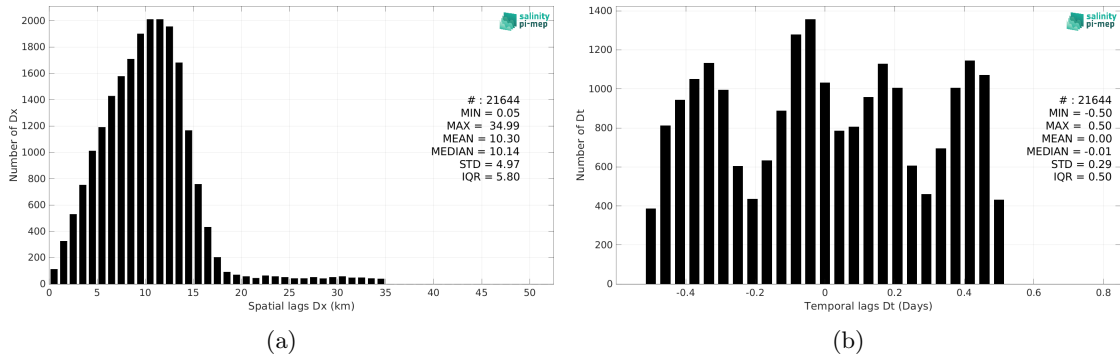 salinity
pi-mep
2000
1800
1600
1400
1200
1000
800
600
400
200
0
Number of Dx
# : 21644
MIN = 0.05
MAX = 34.99
MEAN = 10.30
MEDIAN = 10.14
STD = 4.97
IQR = 5.80
0 5 10 15 20 25 30 35 40 45 50
Spatial lags Dx (km)
(a)
salinity
pi-mep
1400
1200
1000
800
600
400
200
0
Number of Dt
# : 21644
MIN = -0.50
MAX = 0.50
MEAN = 0.00
MEDIAN = -0.01
STD = 0.29
IQR = 0.50
-0.4 -0.2 0 0.2 0.4 0.6 0.8
Temporal lags Dt (Days)
(b)